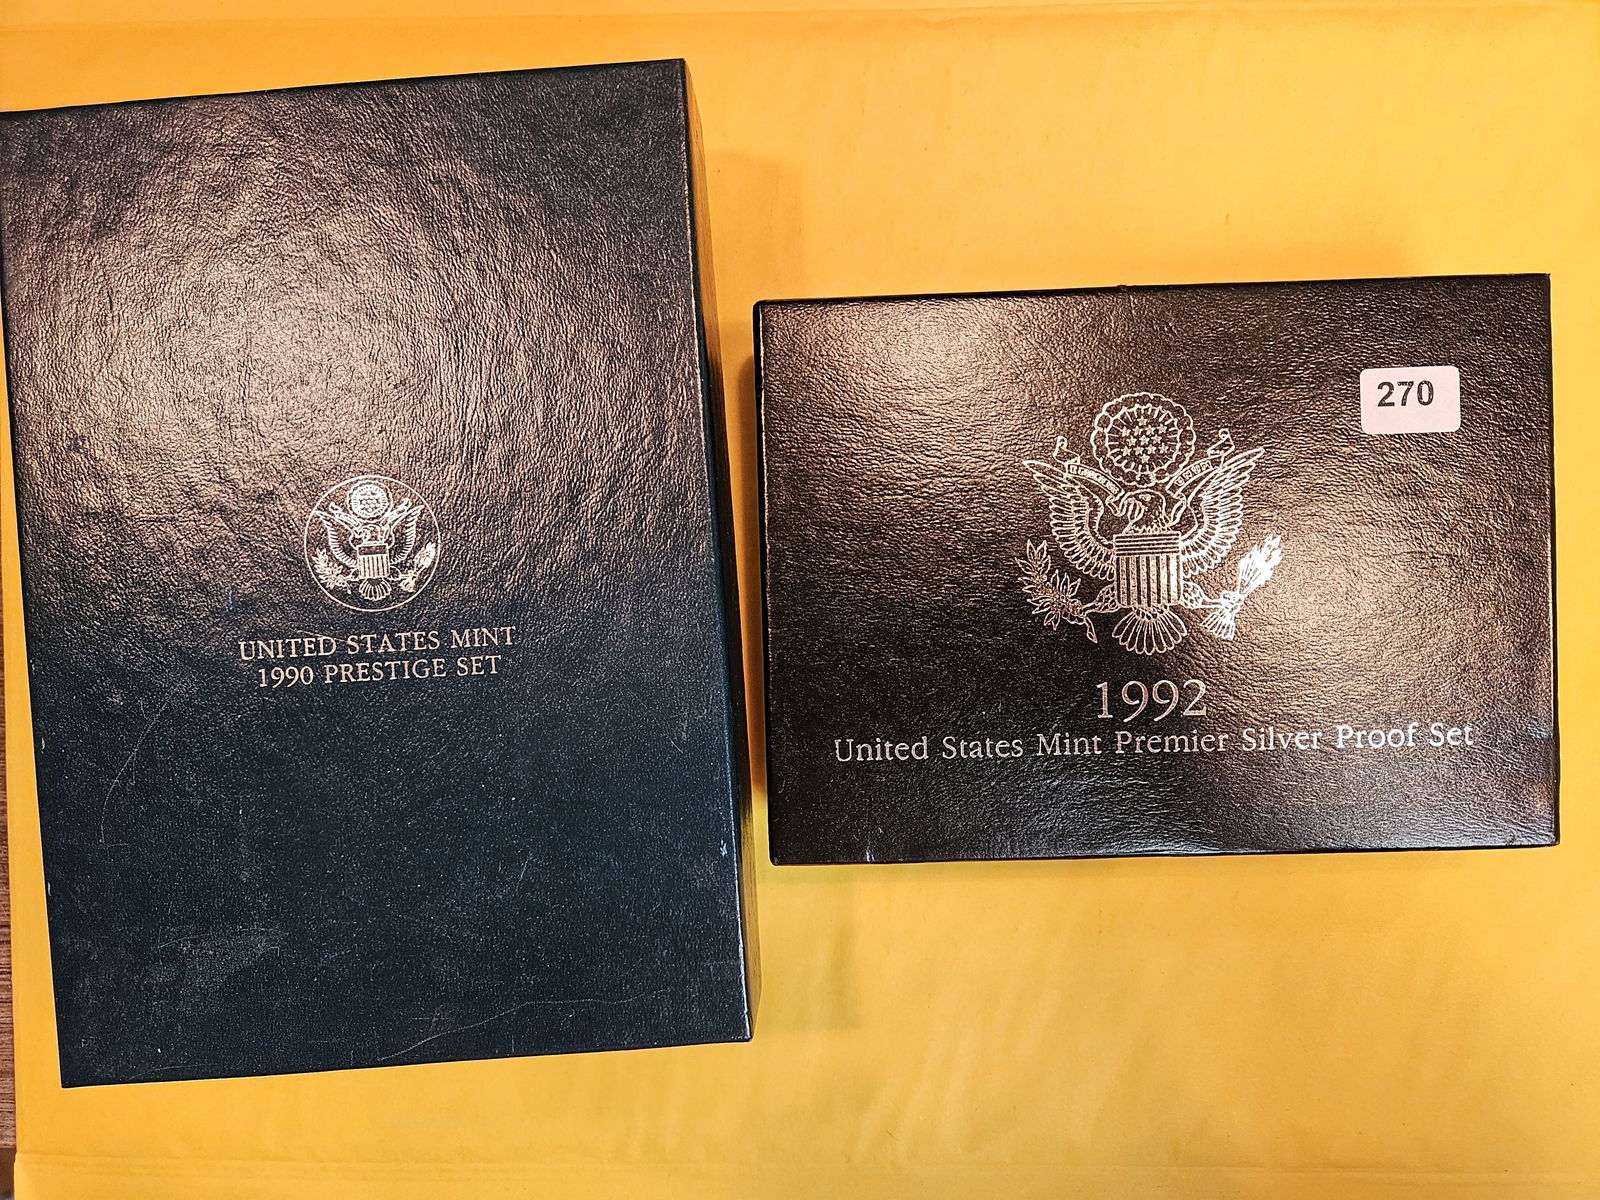 UNITED STATES MINT
1990 PRESTIGE SET
270
1992
United States Mint Premier Silver Proof Set